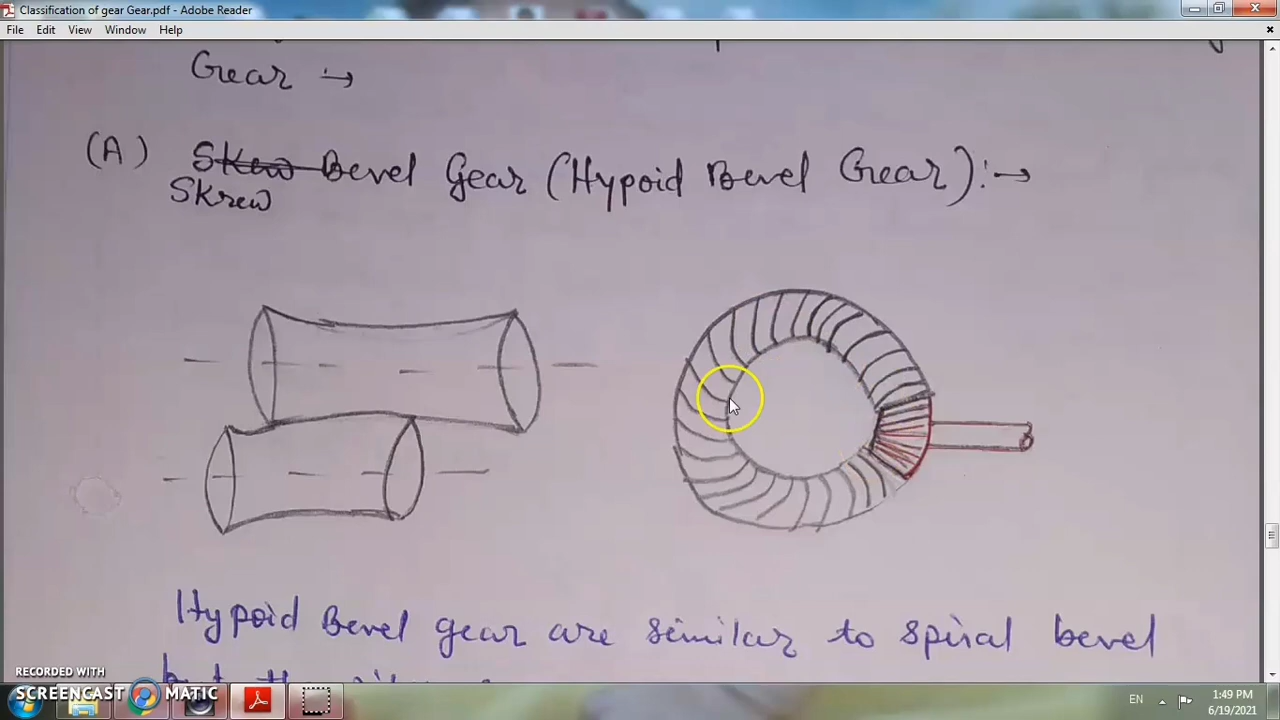 Classification of gear Gear.pdf - Adobe Reader
File Edit View Window Help
Gear →
(A) Skew Bevel Gear (Hypoid Bevel Gear):→
Skrew
Hypoid Bevel gear are similar to spiral bevel
RECORDED WITH
SCREENCAST MATIC
EN
1:49 PM
6/19/2021